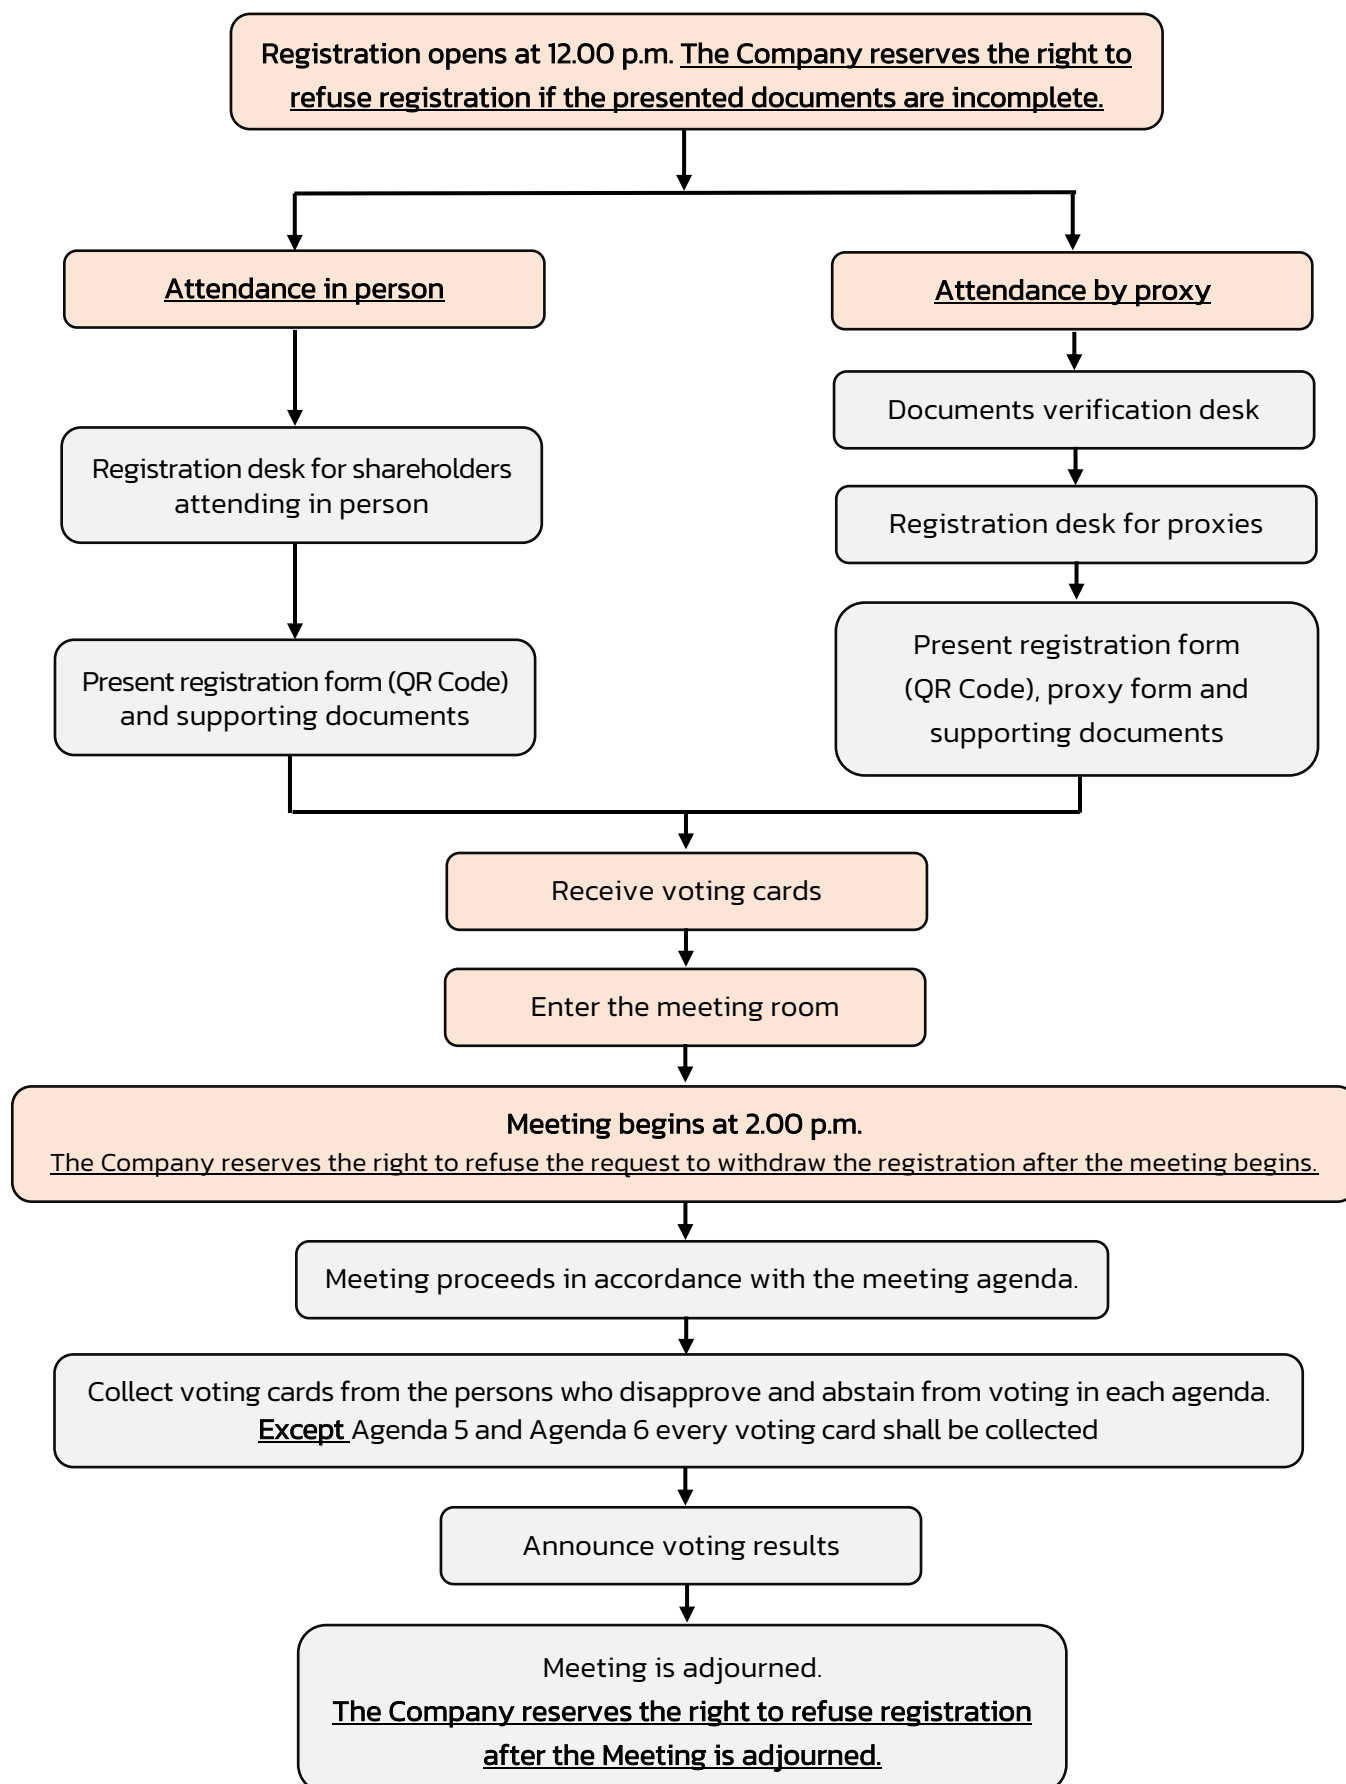 Registration opens at 12.00 p.m. The Company reserves the right to
refuse registration if the presented documents are incomplete.
Attendance in person
Attendance by proxy
Documents verification desk
Registration desk for shareholders
attending in person
Registration desk for proxies
Present registration form (QR Code)
and supporting documents
Present registration form
(QR Code), proxy form and
supporting documents
Receive voting cards
Enter the meeting room
Meeting begins at 2.00 p.m.
The Company reserves the right to refuse the request to withdraw the registration after the meeting begins.
Meeting proceeds in accordance with the meeting agenda.
Collect voting cards from the persons who disapprove and abstain from voting in each agenda.
Except Agenda 5 and Agenda 6 every voting card shall be collected
Announce voting results
Meeting is adjourned.
The Company reserves the right to refuse registration
after the Meeting is adjourned.